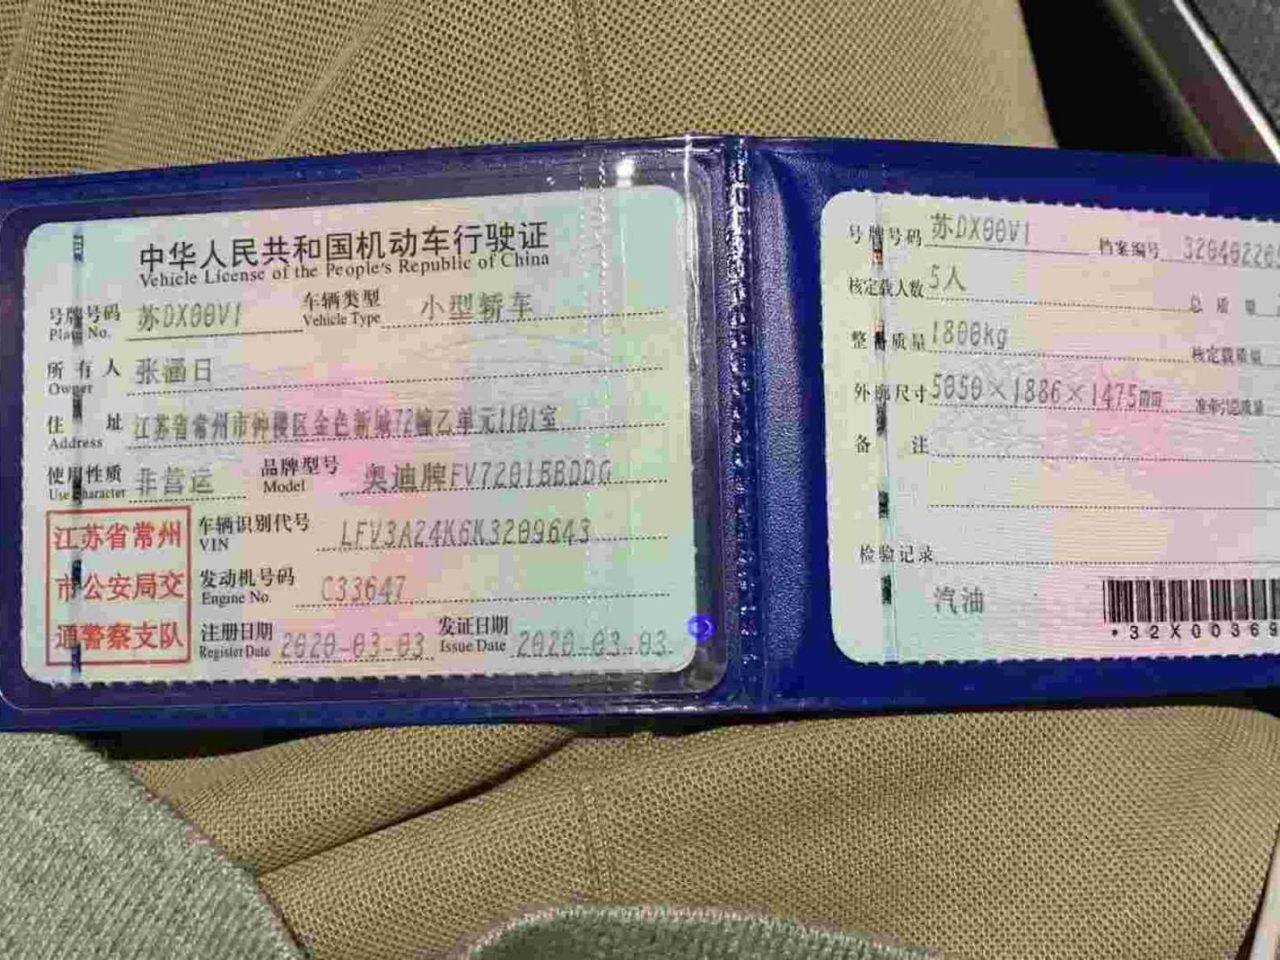 中华人民共和国机动车行驶证
Vehicle License of the People's Republic of China
号牌号码 苏DX00V1 车辆类型 小型轿车
Plate No. Vehicle Type
所有人 张涵日
Owner
住址 江苏省常州市钟楼区金色新城72幢乙单元1101室
Address
使用性质 非营运 品牌型号 奥迪牌FV7201BBDDG
Use Character Model
江苏省常州
市公安局交
通警察支队
车辆识别代号 LFV3A24K6K3209643
VIN
发动机号码 C33647
Engine No.
注册日期 2020-03-03 发证日期 2020-03-03
Register Date Issue Date
号牌号码 苏DX00V1 档案编号 320402205
核定载人数 5人 总质量
整备质量 1800kg 核定载质量
外廓尺寸 5050×1886×1475mm 准牵引总质量
备注
检验记录
汽油
*32X00369